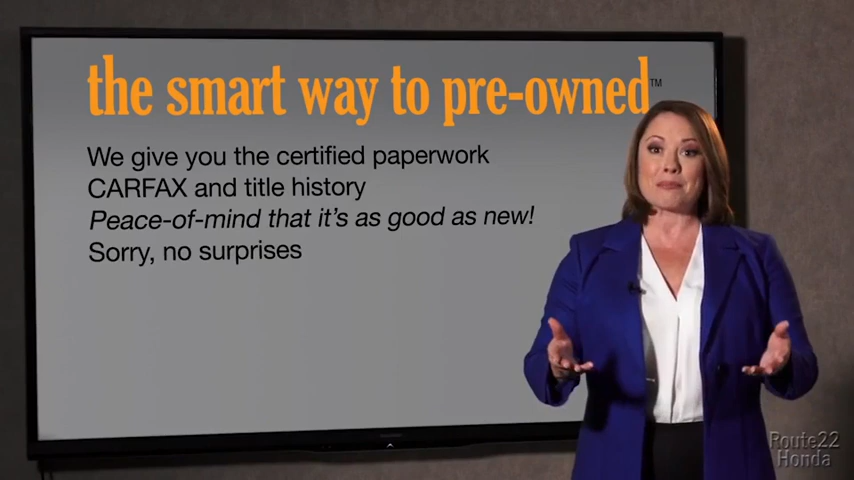 the smart way to pre-owned™
We give you the certified paperwork
CARFAX and title history
Peace-of-mind that it's as good as new!
Sorry, no surprises
Route22
Honda